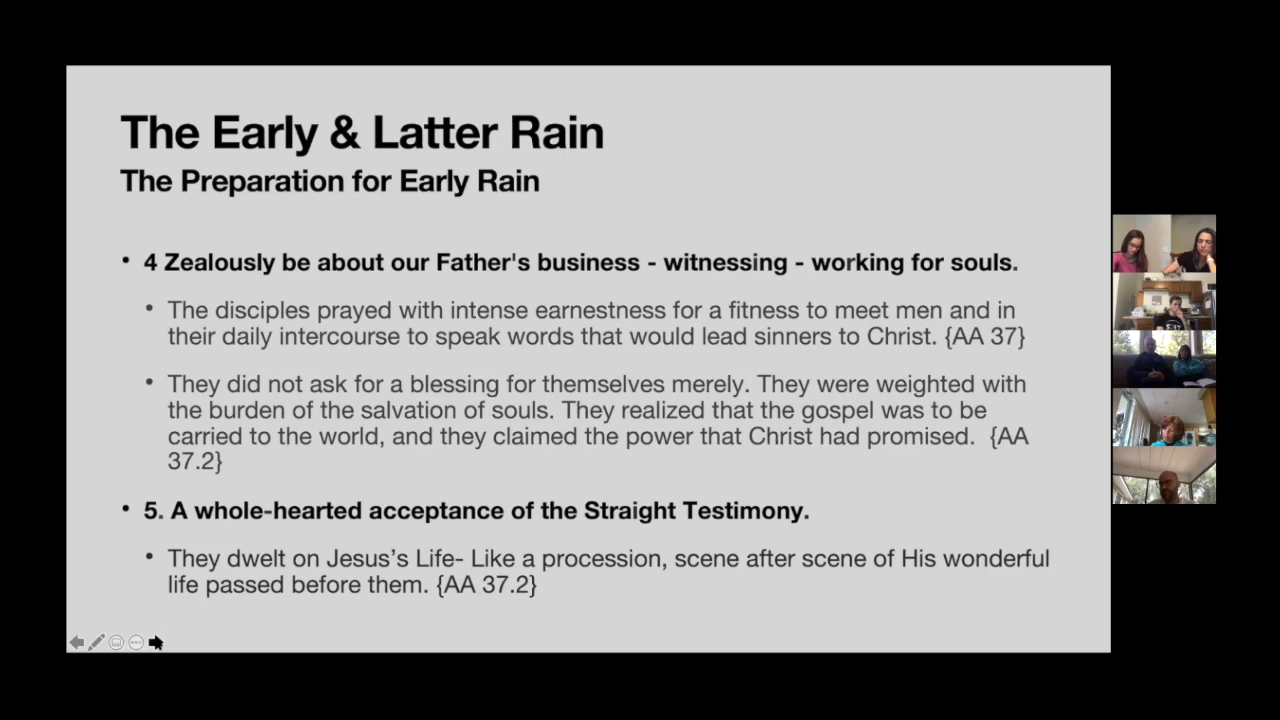 The Early & Latter Rain
The Preparation for Early Rain
• 4 Zealously be about our Father's business - witnessing - working for souls.
• The disciples prayed with intense earnestness for a fitness to meet men and in
their daily intercourse to speak words that would lead sinners to Christ. {AA 37}
• They did not ask for a blessing for themselves merely. They were weighted with
the burden of the salvation of souls. They realized that the gospel was to be
carried to the world, and they claimed the power that Christ had promised.  {AA
37.2}
• 5. A whole-hearted acceptance of the Straight Testimony.
• They dwelt on Jesus’s Life- Like a procession, scene after scene of His wonderful
life passed before them. {AA 37.2}